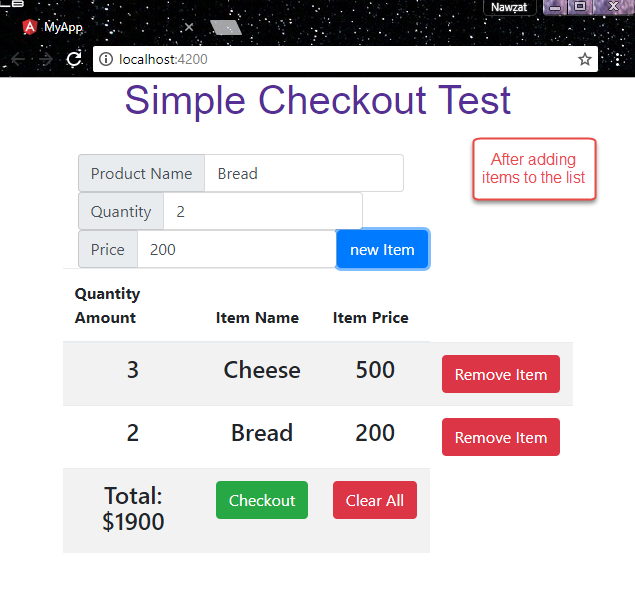 Nawzat
MyApp
localhost:4200
Simple Checkout Test
After adding
items to the list
Product Name Bread
Quantity 2
Price 200 new Item
Quantity
Amount Item Name Item Price
3 Cheese 500 Remove Item
2 Bread 200 Remove Item
Total: Checkout Clear All
$1900